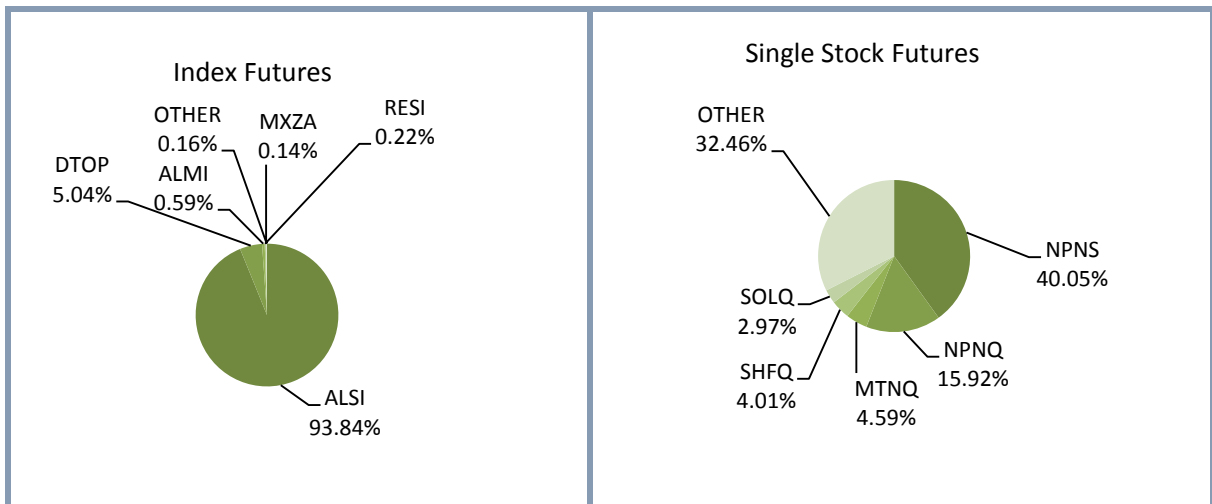 Index Futures
OTHER
0.16%
MXZA
0.14%
RESI
0.22%
DTOP
5.04%
ALMI
0.59%
ALSI
93.84%
Single Stock Futures
OTHER
32.46%
NPNS
40.05%
SOLQ
2.97%
SHFQ
4.01%
MTNQ
4.59%
NPNQ
15.92%